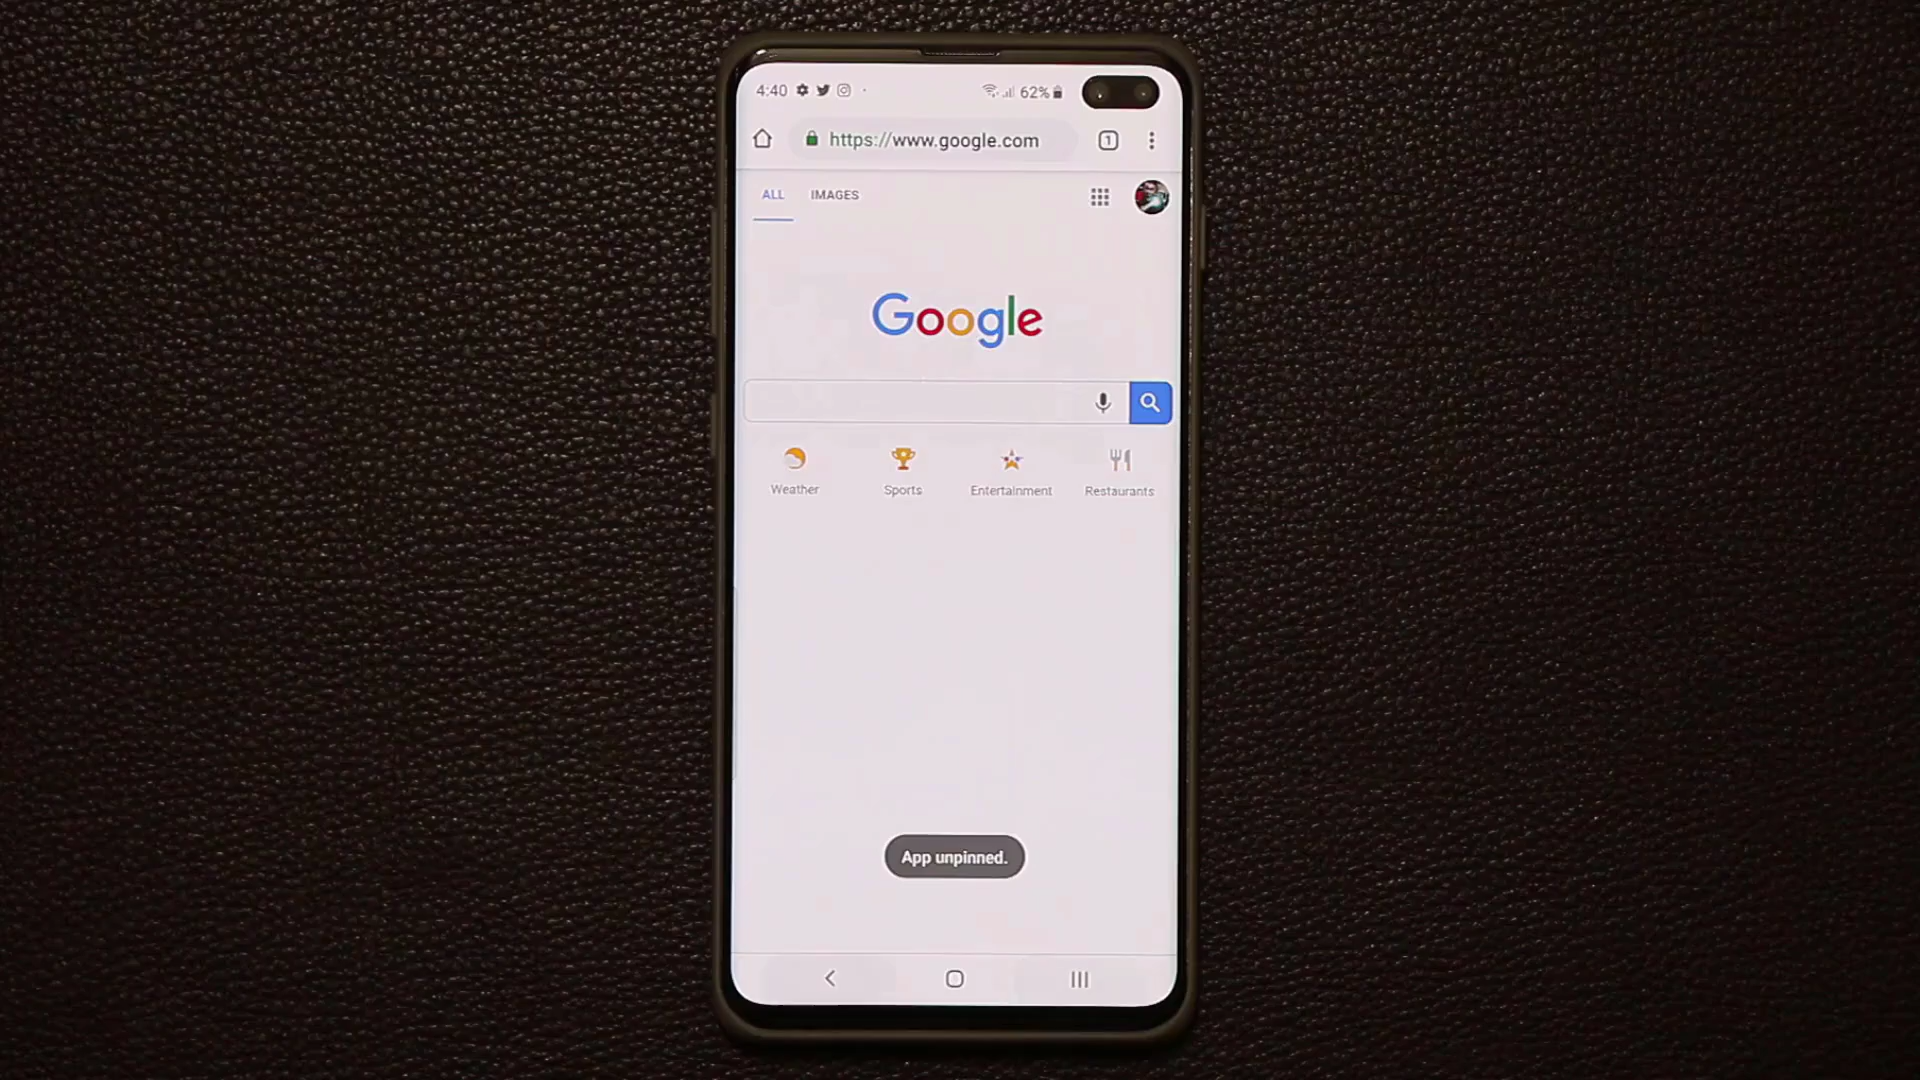 4:40 62%
https://www.google.com 1
ALL IMAGES
Google
Weather Sports Entertainment Restaurants
App unpinned.